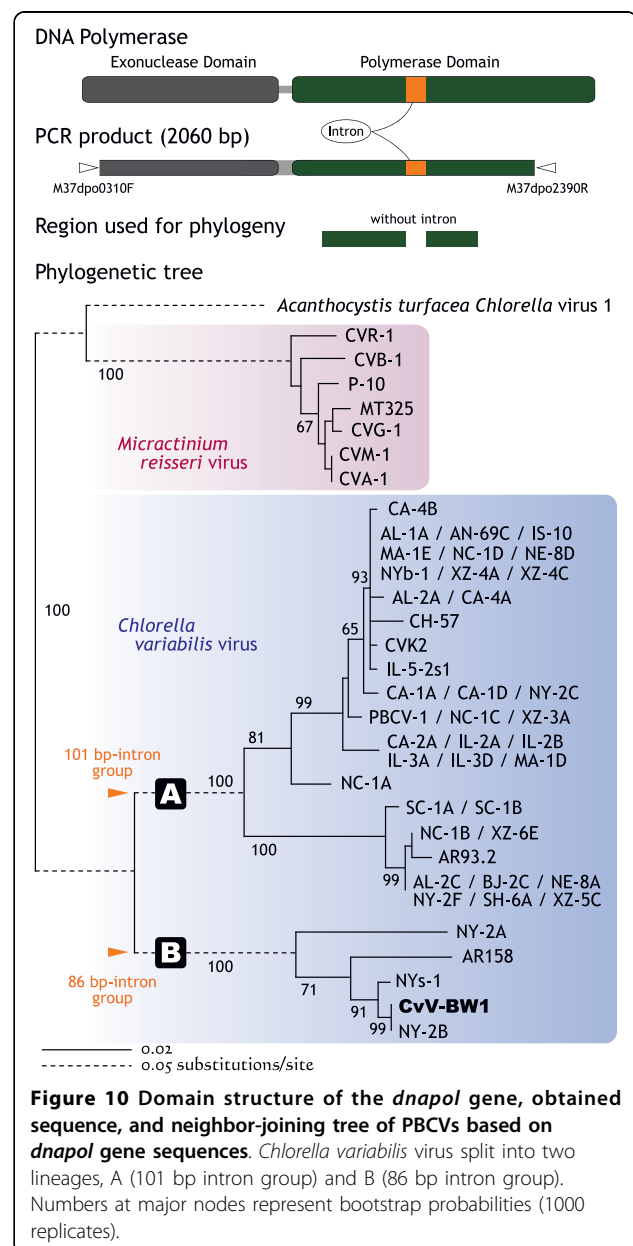 DNA Polymerase
Exonuclease Domain
Polymerase Domain
Intron
PCR product (2060 bp)
M37dpo0310F
M37dpo2390R
Region used for phylogeny
without intron
Phylogenetic tree
Acanthocystis turfacea Chlorella virus 1
CVR-1
100
CVB-1
P-10
MT325
67
CVG-1
Micractinium
reisseri virus
CVM-1
CVA-1
CA-4B
AL-1A / AN-69C / IS-10
MA-1E / NC-1D / NE-8D
93
NYb-1 / XZ-4A / XZ-4C
AL-2A / CA-4A
100
Chlorella
variabilis virus
65
CH-57
CVK2
IL-5-2s1
99
CA-1A / CA-1D / NY-2C
PBCV-1 / NC-1C / XZ-3A
81
CA-2A / IL-2A / IL-2B
IL-3A / IL-3D / MA-1D
101 bp-intron
group
A
100
NC-1A
SC-1A / SC-1B
NC-1B / XZ-6E
100
AR93.2
99
AL-2C / BJ-2C / NE-8A
NY-2F / SH-6A / XZ-5C
NY-2A
B
100
AR158
86 bp-intron
group
71
NYs-1
91
CvV-BW1
99
NY-2B
0.02
0.05 substitutions/site
Figure 10 Domain structure of the dnapol gene, obtained
sequence, and neighbor-joining tree of PBCVs based on
dnapol gene sequences. Chlorella variabilis virus split into two
lineages, A (101 bp intron group) and B (86 bp intron group).
Numbers at major nodes represent bootstrap probabilities (1000
replicates).